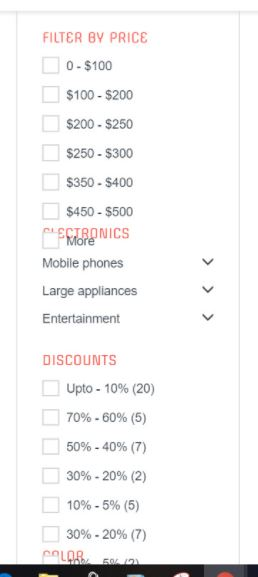 FILTER BY PRICE
0 - $100
$100 - $200
$200 - $250
$250 - $300
$350 - $400
$450 - $500
ELECTRONICS
More
Mobile phones
Large appliances
Entertainment
DISCOUNTS
Upto - 10% (20)
70% - 60% (5)
50% - 40% (7)
30% - 20% (2)
10% - 5% (5)
30% - 20% (7)
COLOR
10% - 5% (2)